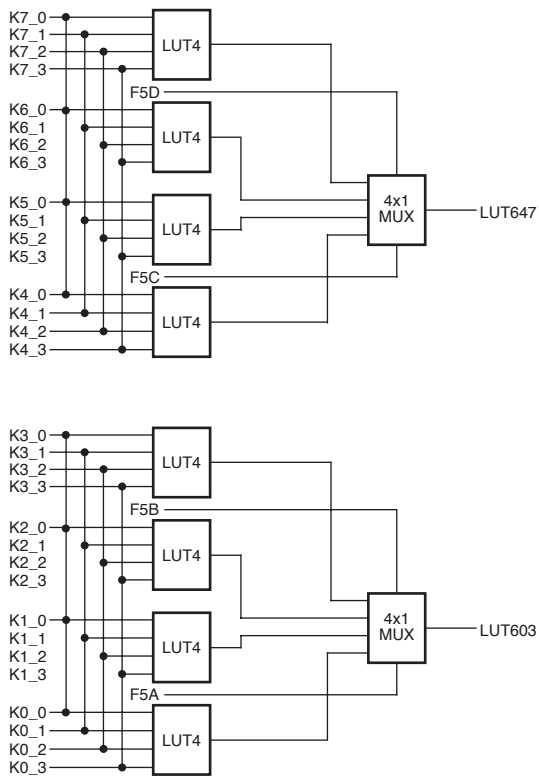 K7_0
K7_1
K7_2
K7_3
LUT4
F5D
K6_0
K6_1
K6_2
K6_3
LUT4
K5_0
K5_1
K5_2
K5_3
LUT4
4x1
MUX
LUT647
F5C
K4_0
K4_1
K4_2
K4_3
LUT4
K3_0
K3_1
K3_2
K3_3
LUT4
F5B
K2_0
K2_1
K2_2
K2_3
LUT4
K1_0
K1_1
K1_2
K1_3
LUT4
4x1
MUX
LUT603
F5A
K0_0
K0_1
K0_2
K0_3
LUT4